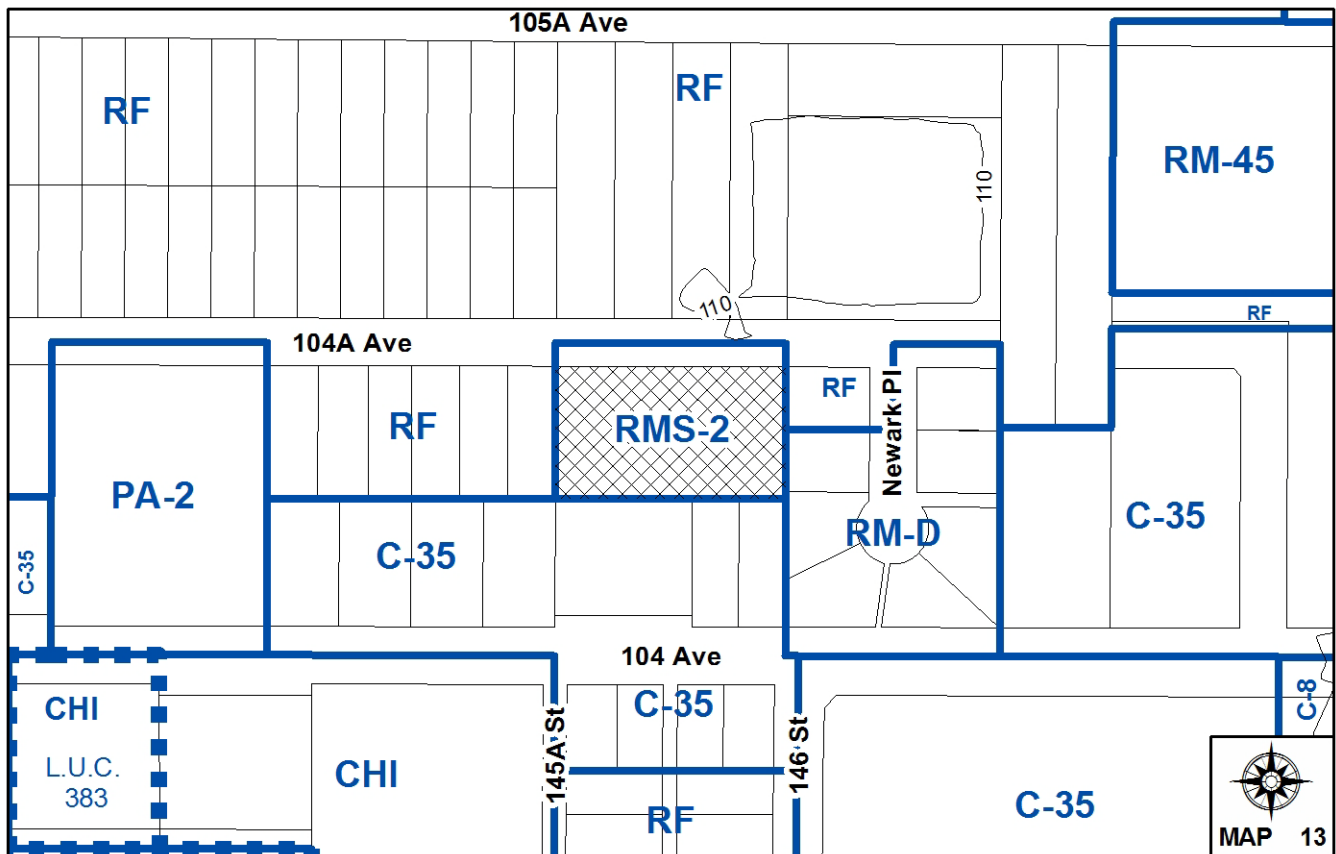 105A Ave
RF
RF
RM-45
110
110
RF
104A Ave
RMS-2
RF
RF
Newark Pl
PA-2
C-35
RM-D
C-35
C-35
104 Ave
CHI
L.U.C.
383
CHI
145A St
C-35
146 St
C-8
RF
C-35
MAP 13